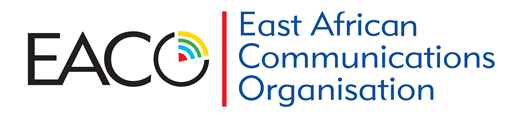 EACO
East African
Communications
Organisation